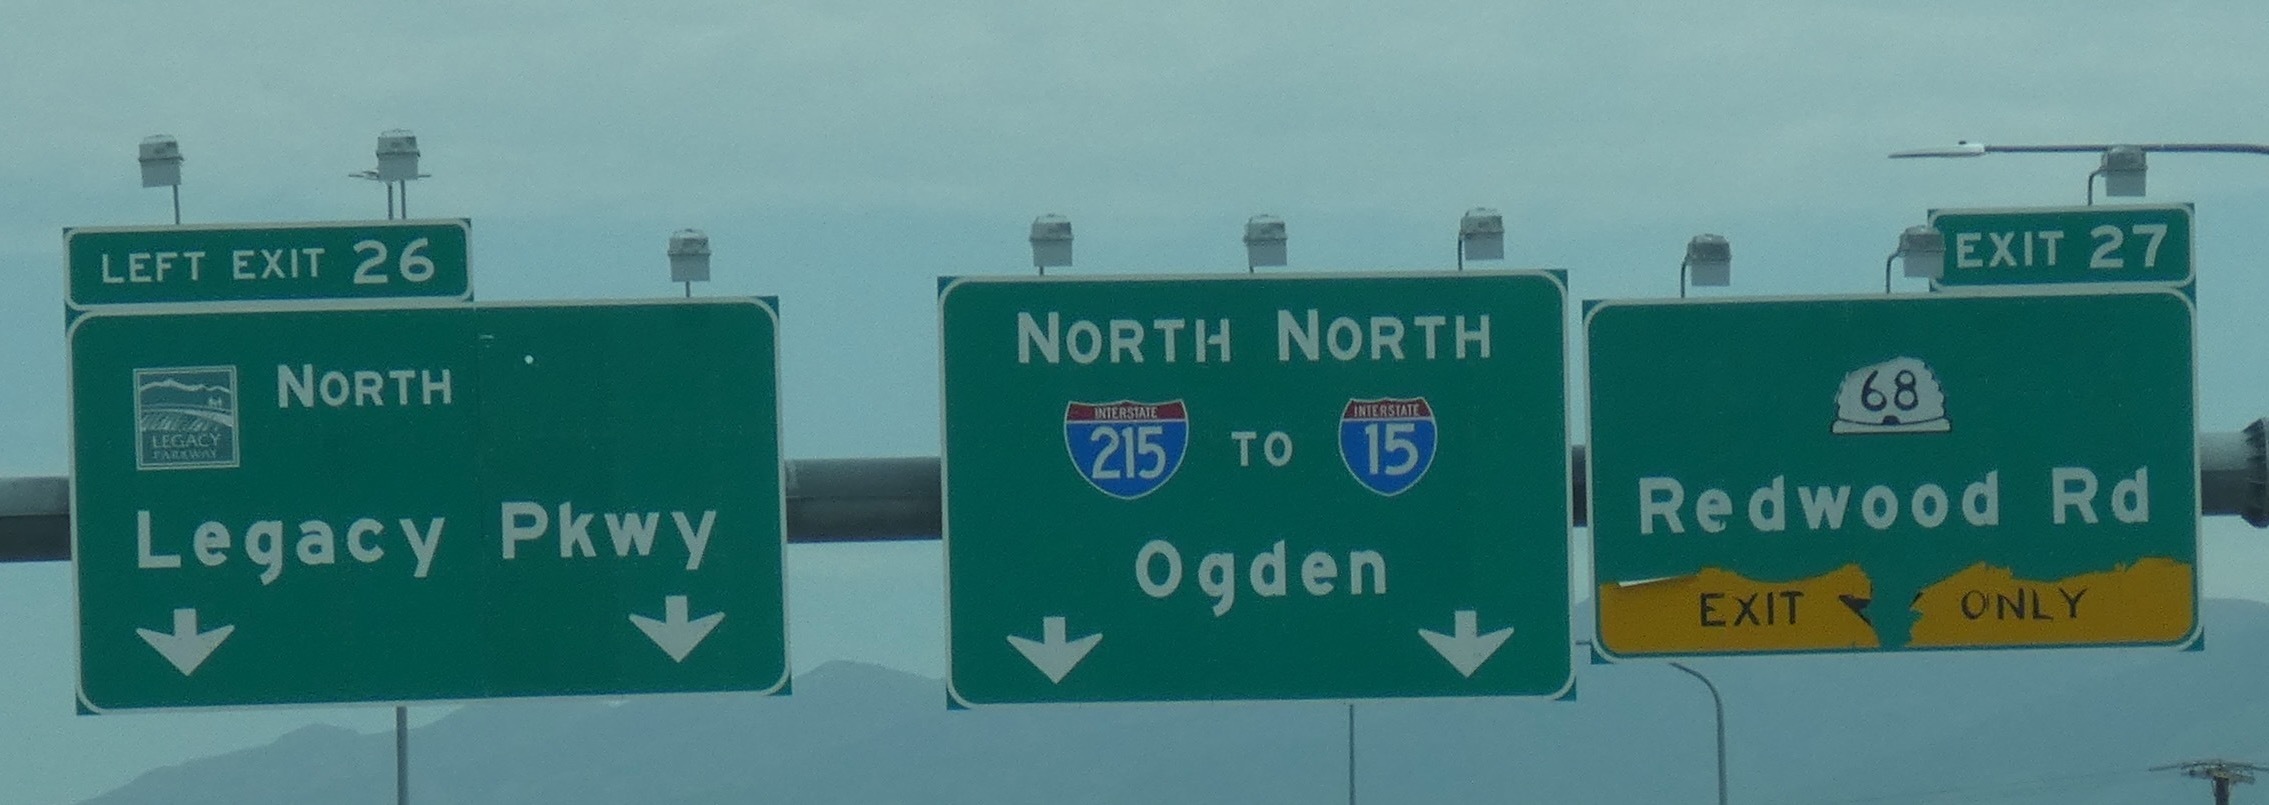 LEFT EXIT 26
NORTH
LEGACY
PARKWAY
Legacy Pkwy
NORTH NORTH
INTERSTATE 215 TO INTERSTATE 15
Ogden
EXIT 27
68
Redwood Rd
EXIT ONLY